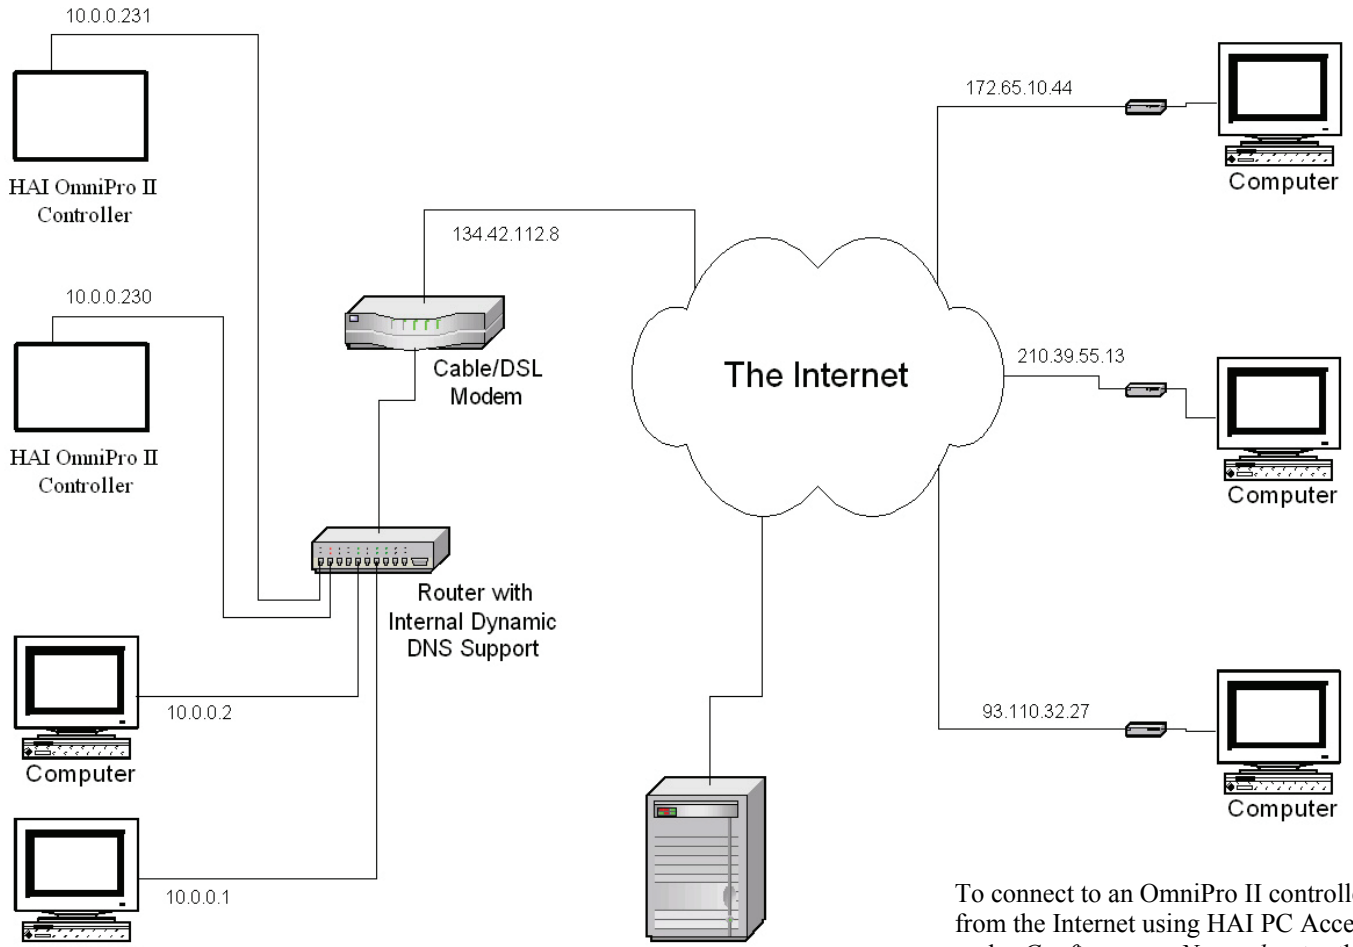 10.0.0.231
HAI OmniPro II
Controller
10.0.0.230
HAI OmniPro II
Controller
134.42.112.8
Cable/DSL
Modem
Router with
Internal Dynamic
DNS Support
10.0.0.2
Computer
10.0.0.1
The Internet
172.65.10.44
Computer
210.39.55.13
Computer
93.110.32.27
Computer
To connect to an OmniPro II controlle
from the Internet using HAI PC Acce